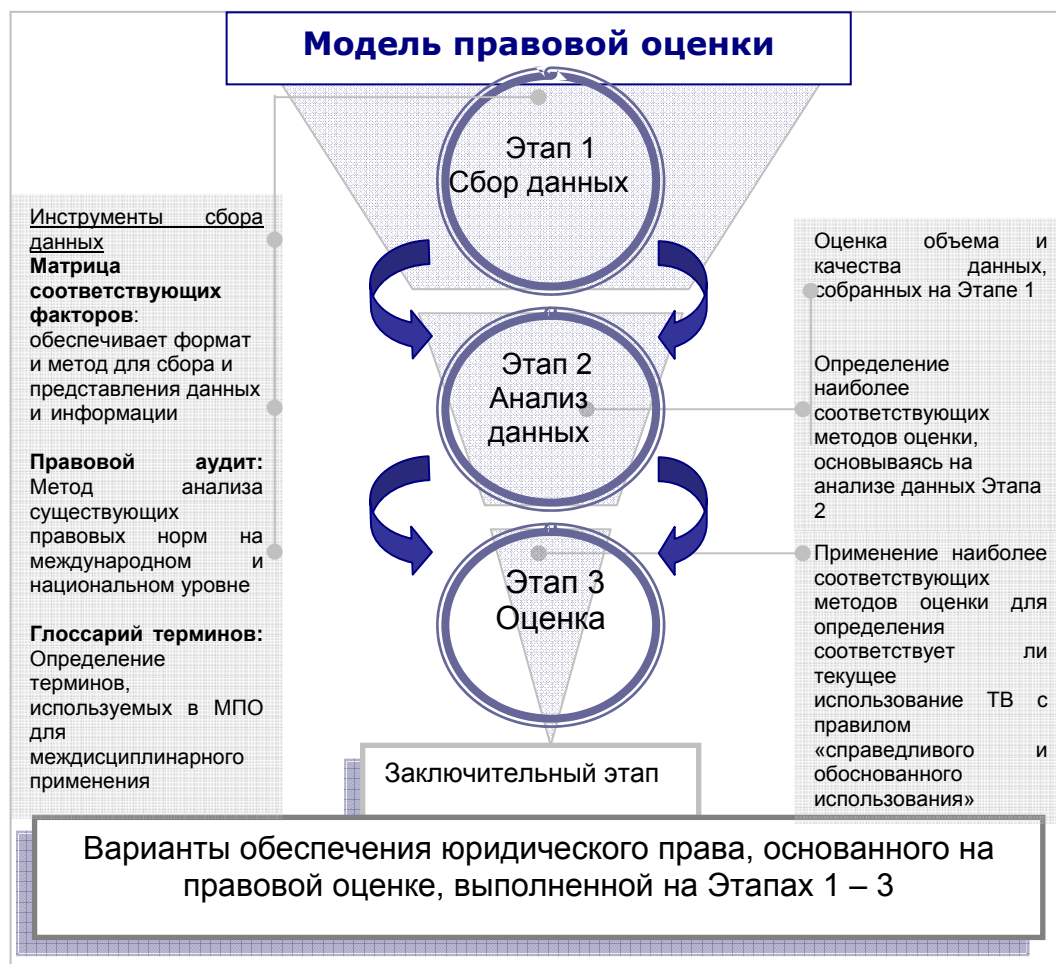 Модель правовой оценки
Этап 1
Сбор данных
Инструменты сбора
данных
Матрица
соответствующих
факторов:
обеспечивает формат
и метод для сбора и
представления данных
и информации
Правовой аудит:
Метод анализа
существующих
правовых норм на
международном и
национальном уровне
Глоссарий терминов:
Определение
терминов,
используемых в МПО
для
междисциплинарного
применения
Этап 2
Анализ
данных
Этап 3
Оценка
Оценка объема и
качества данных,
собранных на Этапе 1
Определение
наиболее
соответствующих
методов оценки,
основываясь на
анализе данных Этапа
2
Применение наиболее
соответствующих
методов оценки для
определения
соответствует ли
текущее
использование ТВ с
правилом
«справедливого и
обоснованного
использования»
Заключительный этап
Варианты обеспечения юридического права, основанного на
правовой оценке, выполненной на Этапах 1 – 3